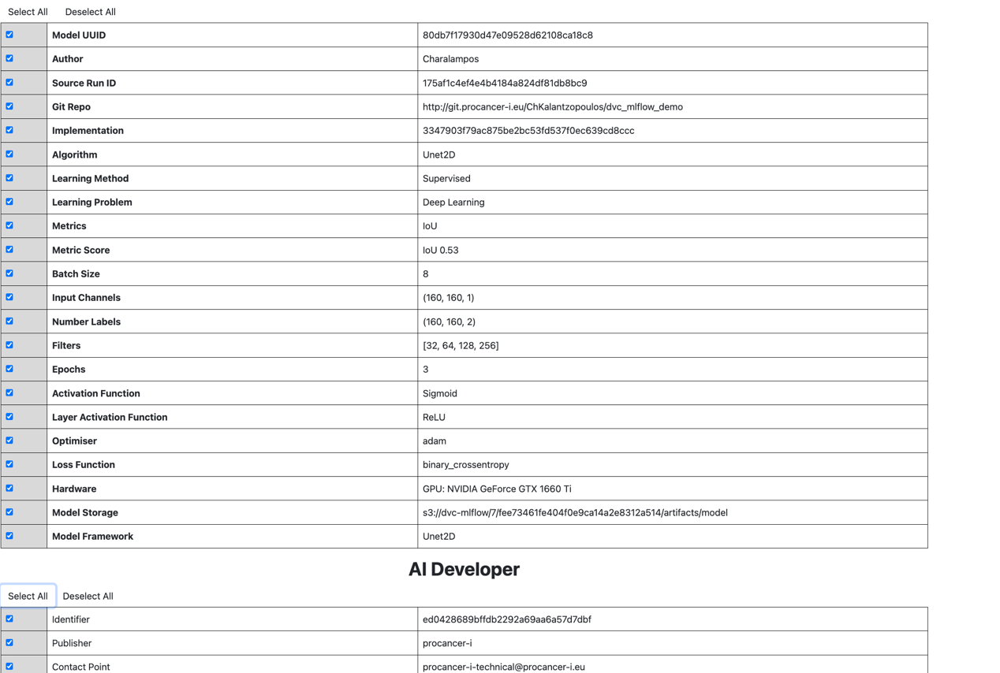 Select All Deselect All
Model UUID 80db7f17930d47e09528d62108ca18c8
Author Charalampos
Source Run ID 175af1c4ef4e4b4184a824df81db8bc9
Git Repo http://git.procancer-i.eu/ChKalantzopoulos/dvc_mlflow_demo
Implementation 3347903f79ac875be2bc53fd537f0ec639cd8ccc
Algorithm Unet2D
Learning Method Supervised
Learning Problem Deep Learning
Metrics IoU
Metric Score IoU 0.53
Batch Size 8
Input Channels (160, 160, 1)
Number Labels (160, 160, 2)
Filters [32, 64, 128, 256]
Epochs 3
Activation Function Sigmoid
Layer Activation Function ReLU
Optimiser adam
Loss Function binary_crossentropy
Hardware GPU: NVIDIA GeForce GTX 1660 Ti
Model Storage s3://dvc-mlflow/7/fee73461fe404f0e9ca14a2e8312a514/artifacts/model
Model Framework Unet2D
AI Developer
Select All Deselect All
Identifier ed0428689bffdb2292a69aa6a57d7dbf
Publisher procancer-i
Contact Point procancer-i-technical@procancer-i.eu